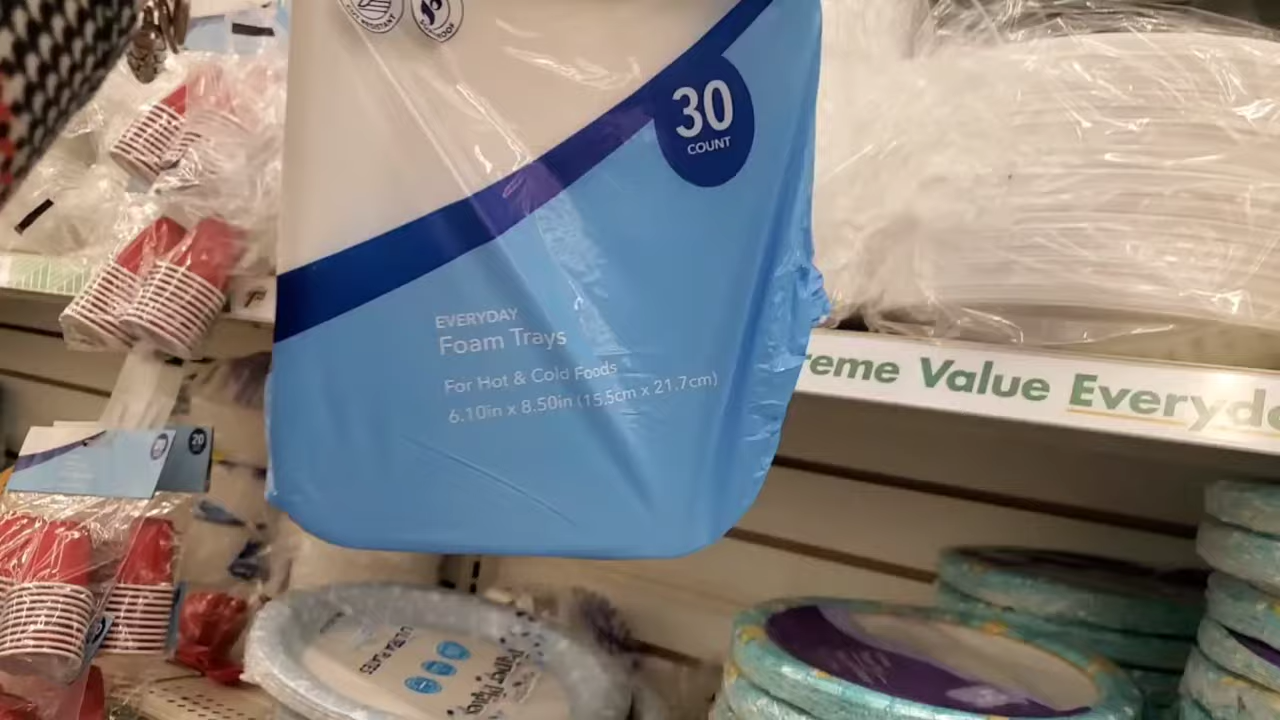 30
COUNT
EVERYDAY
Foam Trays
For Hot & Cold Foods
6.10in x 8.50in (15.5cm x 21.7cm)
reme Value Everyd
20